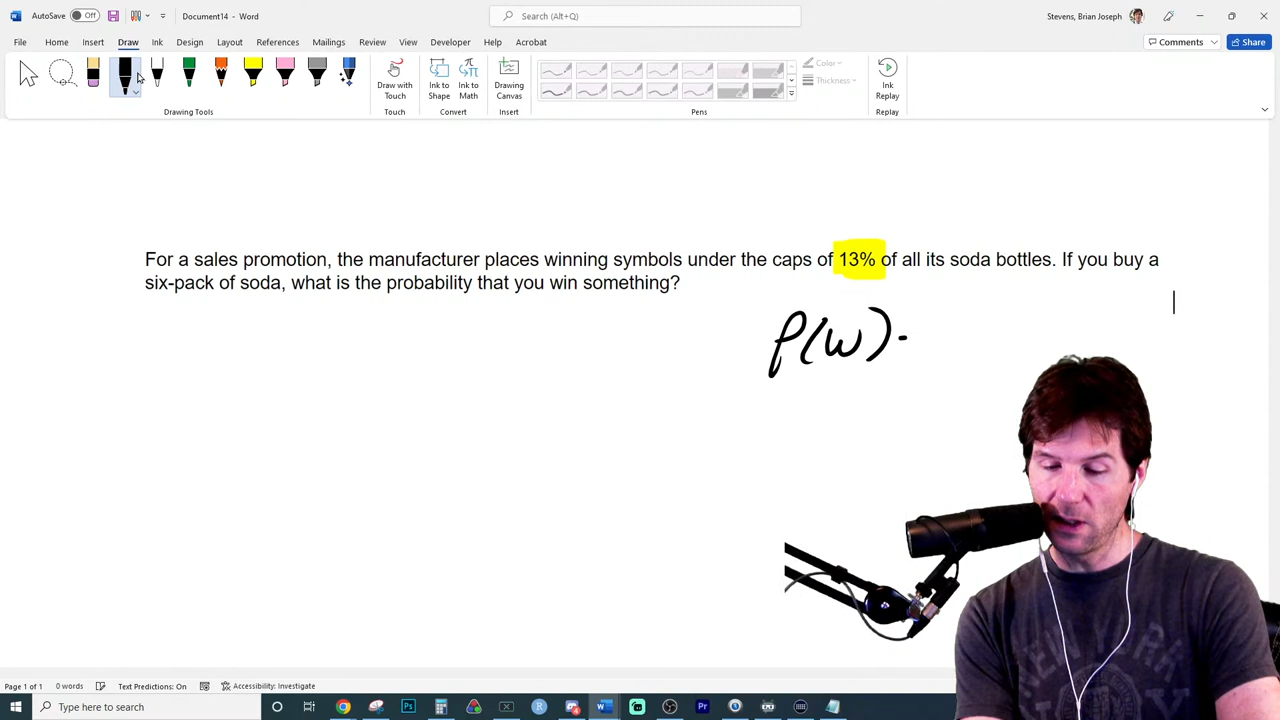 AutoSave Off Document14 - Word Search (Alt+Q) Stevens, Brian Joseph
File Home Insert Draw Ink Design Layout References Mailings Review View Developer Help Acrobat Comments Share
Draw with Touch Ink to Shape Ink to Math Drawing Canvas Color Thickness Ink Replay
Drawing Tools Touch Convert Insert Pens Replay
For a sales promotion, the manufacturer places winning symbols under the caps of 13% of all its soda bottles. If you buy a
six-pack of soda, what is the probability that you win something?
P(W)-
NEW YORK
Page 1 of 1 0 words Text Predictions: On Accessibility: Investigate
Type here to search